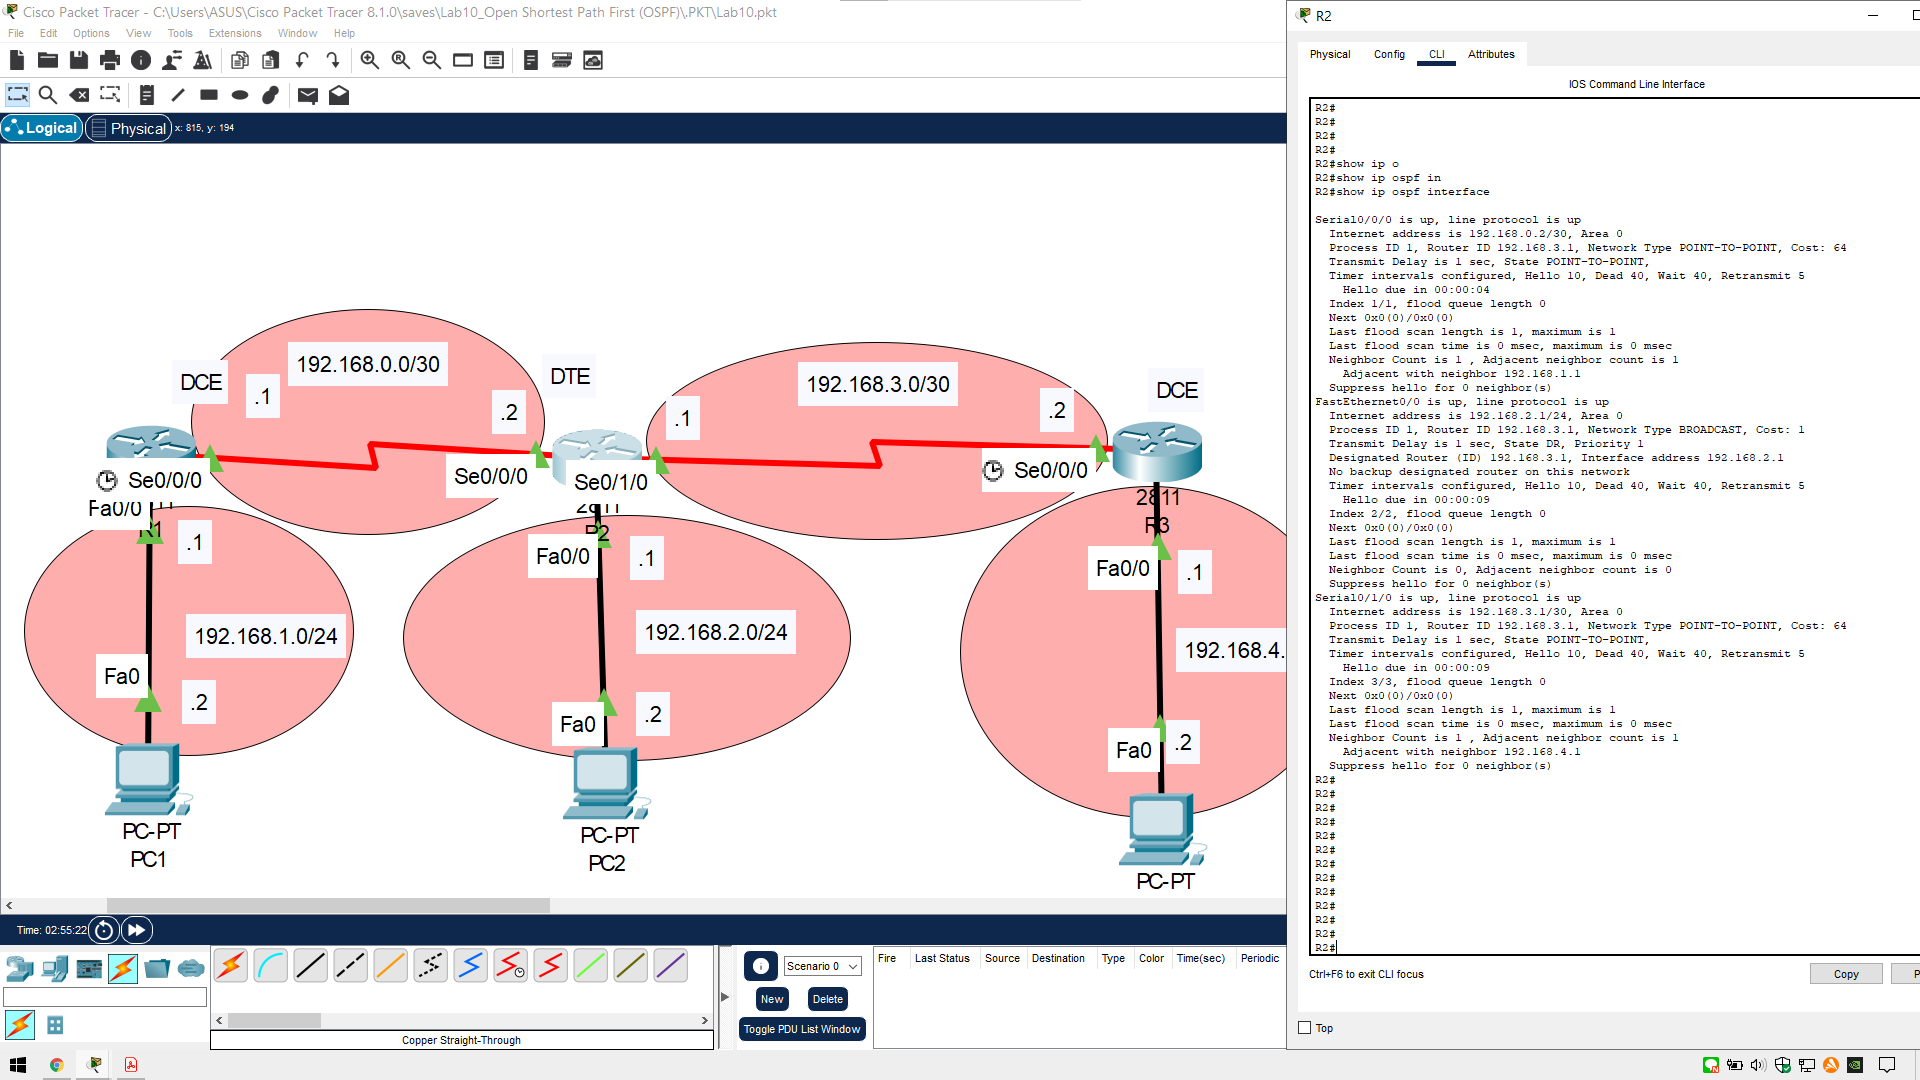 Cisco Packet Tracer - C:\Users\ASUS\Cisco Packet Tracer 8.1.0\saves\Lab10_Open Shortest Path First (OSPF)\.PKT\Lab10.pkt
File Edit Options View Tools Extensions Window Help
Logical Physical x: 815, y: 194
192.168.0.0/30
DCE
.1
.2
DTE
192.168.3.0/30
.1
.2
DCE
Se0/0/0
Fa0/0
R1
Se0/0/0
Se0/1/0
2811
R2
Se0/0/0
2811
R3
.1
Fa0/0
.1
Fa0/0
.1
192.168.1.0/24
192.168.2.0/24
192.168.4.
Fa0
.2
Fa0
.2
Fa0
.2
PC-PT
PC1
PC-PT
PC2
PC-PT
Time: 02:55:22
Scenario 0
New
Delete
Toggle PDU List Window
Fire Last Status Source Destination Type Color Time(sec) Periodic
Copper Straight-Through
R2
Physical Config CLI Attributes
IOS Command Line Interface
R2#
R2#
R2#
R2#
R2#show ip o
R2#show ip ospf in
R2#show ip ospf interface
Serial0/0/0 is up, line protocol is up
Internet address is 192.168.0.2/30, Area 0
Process ID 1, Router ID 192.168.3.1, Network Type POINT-TO-POINT, Cost: 64
Transmit Delay is 1 sec, State POINT-TO-POINT,
Timer intervals configured, Hello 10, Dead 40, Wait 40, Retransmit 5
Hello due in 00:00:04
Index 1/1, flood queue length 0
Next 0x0(0)/0x0(0)
Last flood scan length is 1, maximum is 1
Last flood scan time is 0 msec, maximum is 0 msec
Neighbor Count is 1 , Adjacent neighbor count is 1
Adjacent with neighbor 192.168.1.1
Suppress hello for 0 neighbor(s)
FastEthernet0/0 is up, line protocol is up
Internet address is 192.168.2.1/24, Area 0
Process ID 1, Router ID 192.168.3.1, Network Type BROADCAST, Cost: 1
Transmit Delay is 1 sec, State DR, Priority 1
Designated Router (ID) 192.168.3.1, Interface address 192.168.2.1
No backup designated router on this network
Timer intervals configured, Hello 10, Dead 40, Wait 40, Retransmit 5
Hello due in 00:00:09
Index 2/2, flood queue length 0
Next 0x0(0)/0x0(0)
Last flood scan length is 1, maximum is 1
Last flood scan time is 0 msec, maximum is 0 msec
Neighbor Count is 0, Adjacent neighbor count is 0
Suppress hello for 0 neighbor(s)
Serial0/1/0 is up, line protocol is up
Internet address is 192.168.3.1/30, Area 0
Process ID 1, Router ID 192.168.3.1, Network Type POINT-TO-POINT, Cost: 64
Transmit Delay is 1 sec, State POINT-TO-POINT,
Timer intervals configured, Hello 10, Dead 40, Wait 40, Retransmit 5
Hello due in 00:00:09
Index 3/3, flood queue length 0
Next 0x0(0)/0x0(0)
Last flood scan length is 1, maximum is 1
Last flood scan time is 0 msec, maximum is 0 msec
Neighbor Count is 1 , Adjacent neighbor count is 1
Adjacent with neighbor 192.168.4.1
Suppress hello for 0 neighbor(s)
R2#
R2#
R2#
R2#
R2#
R2#
R2#
R2#
R2#
R2#
R2#
R2#
R2#
Ctrl+F6 to exit CLI focus
Copy
P
Top